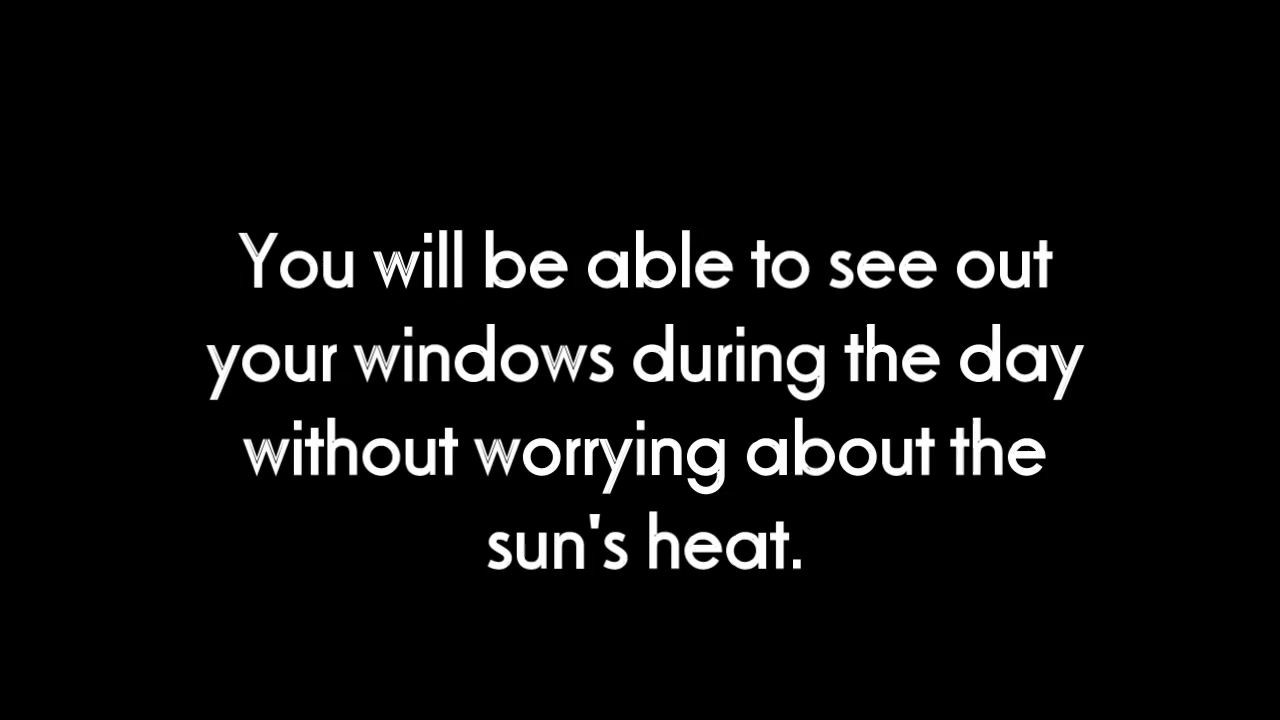 You will be able to see out
your windows during the day
without worrying about the
sun's heat.